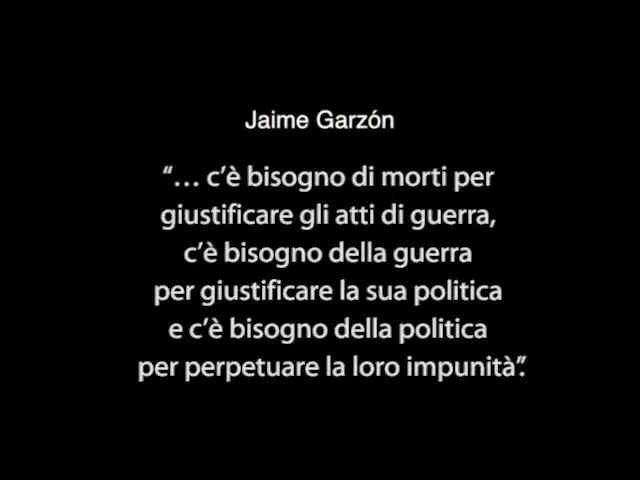 Jaime Garzón
“... c’è bisogno di morti per
giustificare gli atti di guerra,
c’è bisogno della guerra
per giustificare la sua politica
e c’è bisogno della politica
per perpetuare la loro impunità”.